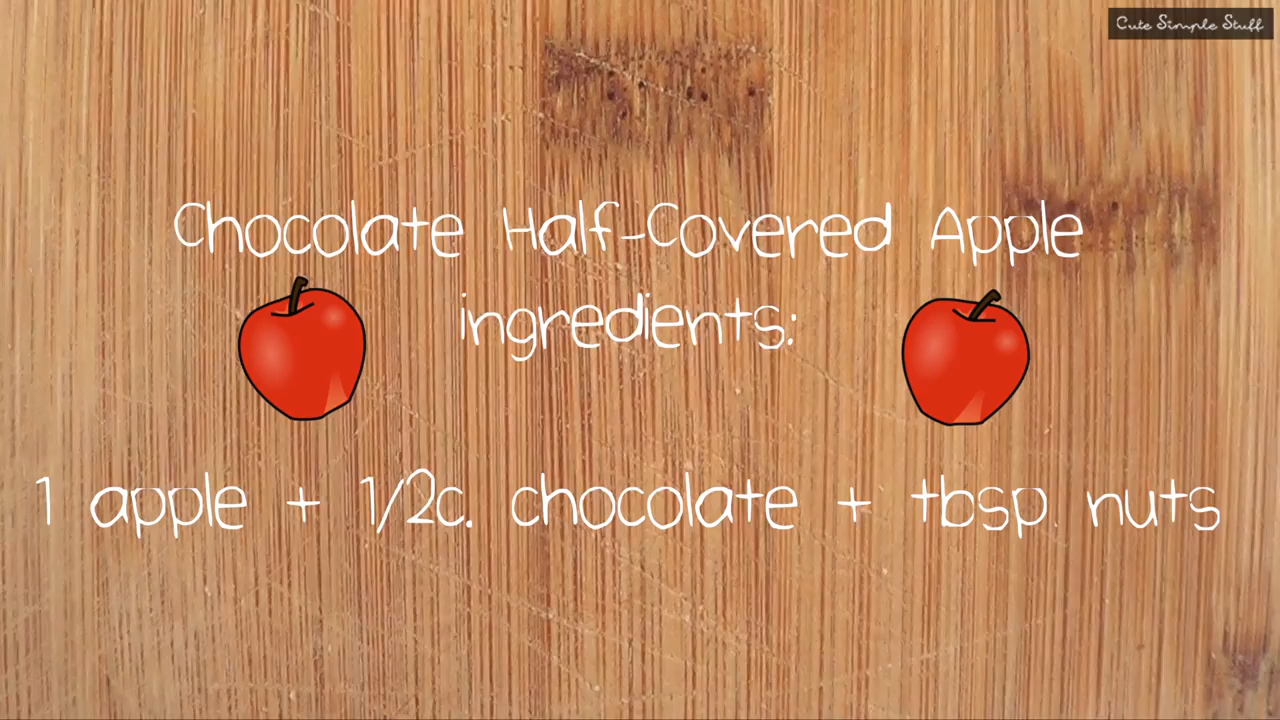 Cute Simple Stuff
Chocolate Half-Covered Apple
ingredients:
1 apple + 1/2c. chocolate + tbsp nuts